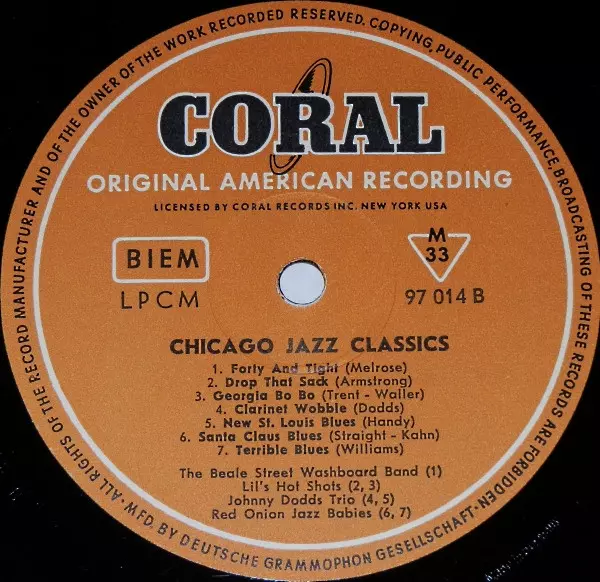 ALL RIGHTS OF THE RECORD MANUFACTURER AND OF THE OWNER OF THE WORK RECORDED RESERVED. COPYING, PUBLIC PERFORMANCE, BROADCASTING OF THESE RECORDS ARE FORBIDDEN
CORAL
ORIGINAL AMERICAN RECORDING
LICENSED BY CORAL RECORDS INC. NEW YORK USA
BIEM
M
33
LPCM
97 014 B
CHICAGO JAZZ CLASSICS
1. Forty And Tight (Melrose)
2. Drop That Sack (Armstrong)
3. Georgia Bo Bo (Trent - Waller)
4. Clarinet Wobble (Dodds)
5. New St. Louis Blues (Handy)
6. Santa Claus Blues (Straight - Kahn)
7. Terrible Blues (Williams)
The Beale Street Washboard Band (1)
Lil's Hot Shots (2, 3)
Johnny Dodds Trio (4, 5)
Red Onion Jazz Babies (6, 7)
MFD. BY DEUTSCHE GRAMMOPHON GESELLSCHAFT